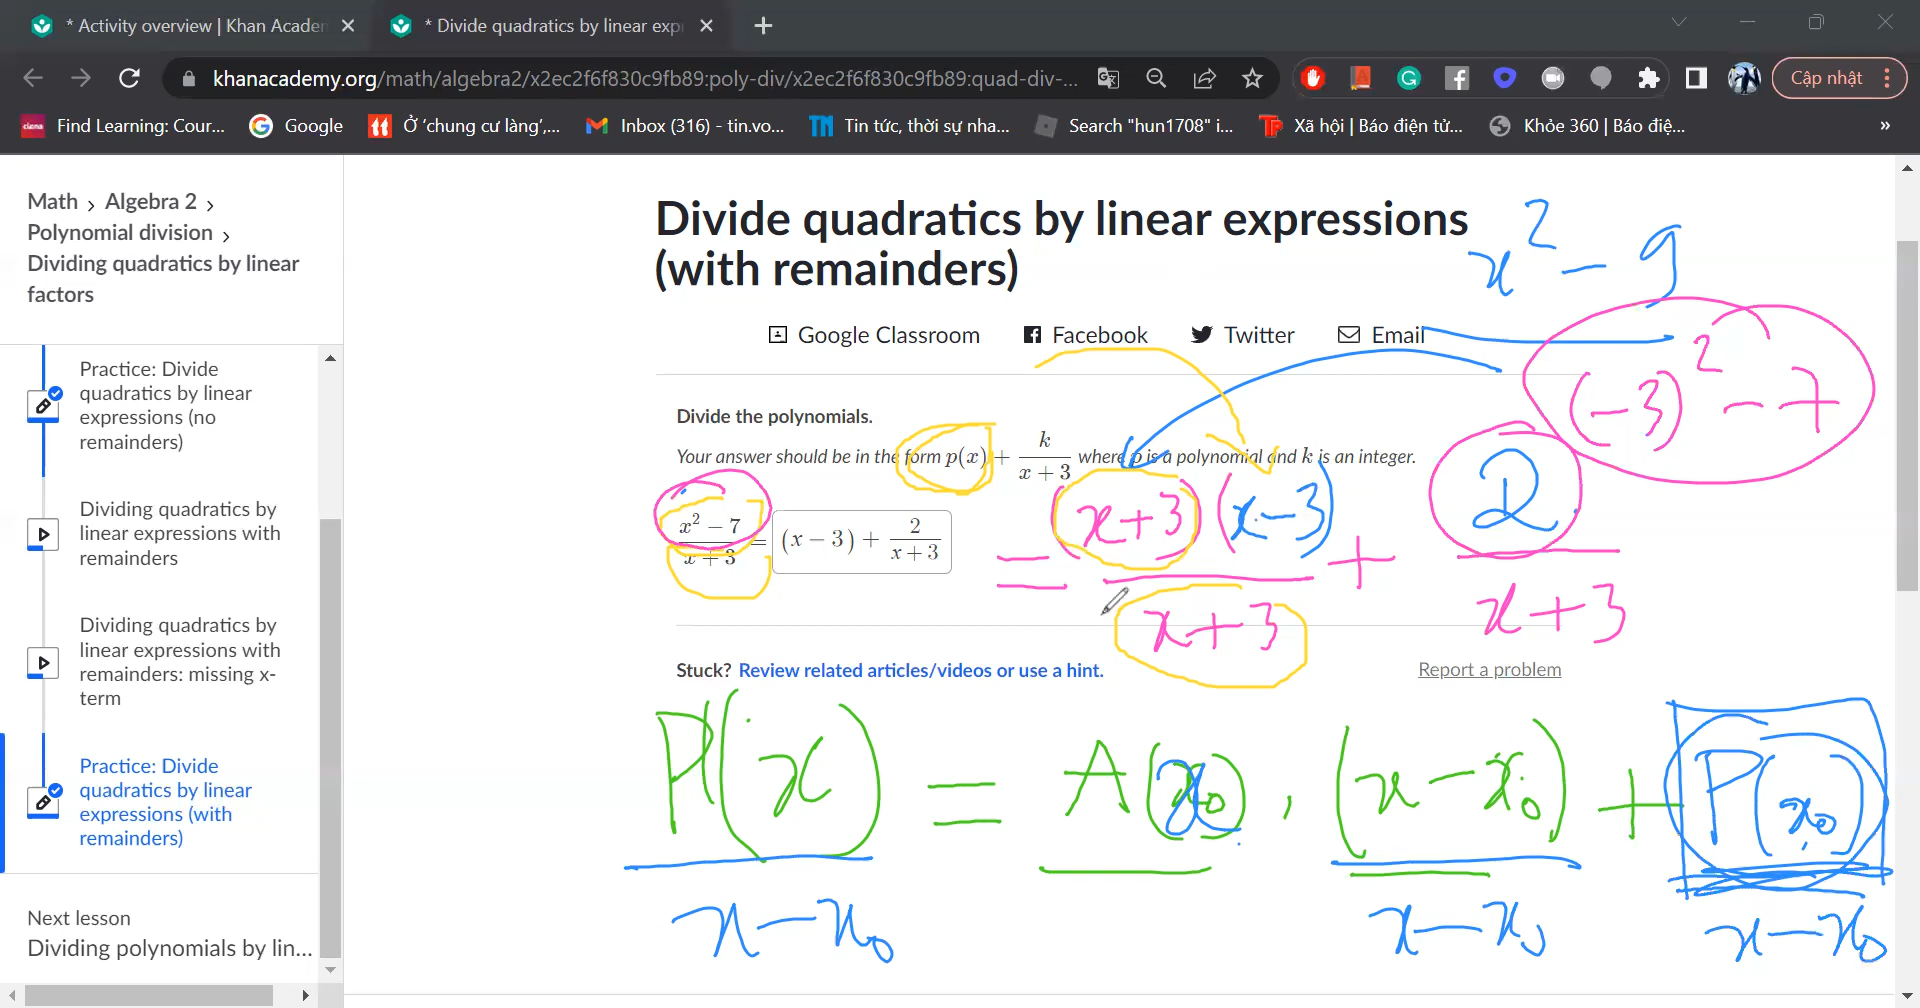 * Activity overview | Khan Academ
* Divide quadratics by linear exp
khanacademy.org/math/algebra2/x2ec2f6f830c9fb89:poly-div/x2ec2f6f830c9fb89:quad-div-...
Cập nhật
ciena Find Learning: Cour...
Google
Ở 'chung cư làng',...
Inbox (316) - tin.vo...
Tin tức, thời sự nha...
Search "hun1708" i...
Xã hội | Báo điện tử...
Khỏe 360 | Báo điệ...
»
Math > Algebra 2 >
Polynomial division >
Dividing quadratics by linear
factors
Practice: Divide
quadratics by linear
expressions (no
remainders)
Dividing quadratics by
linear expressions with
remainders
Dividing quadratics by
linear expressions with
remainders: missing x-
term
Practice: Divide
quadratics by linear
expressions (with
remainders)
Next lesson
Dividing polynomials by lin...
Divide quadratics by linear expressions
(with remainders)
x² - 9
Google Classroom Facebook Twitter Email
(-3)² - 7
Divide the polynomials.
Your answer should be in the form p(x) + k/(x + 3) where p is a polynomial and k is an integer.
(x² − 7)/(x + 3) = (x − 3) + 2/(x + 3)
= (x+3)(x-3)/(x+3) + 2/(x+3)
Stuck? Review related articles/videos or use a hint.
Report a problem
P(x) = A(x) . (x - x₀) + P(x₀)
x - x₀ x - x₀ x - x₀